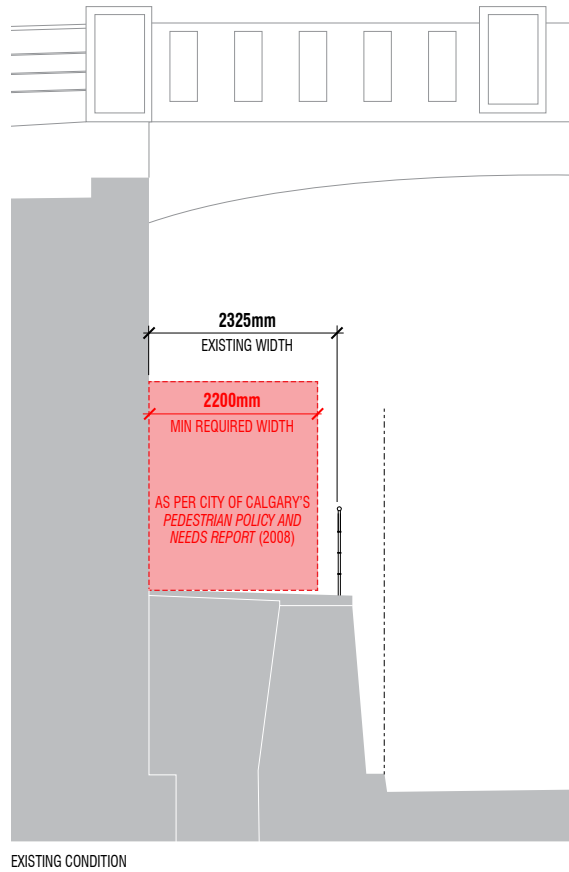 2325mm
EXISTING WIDTH
2200mm
MIN REQUIRED WIDTH
AS PER CITY OF CALGARY'S
PEDESTRIAN POLICY AND
NEEDS REPORT (2008)
EXISTING CONDITION